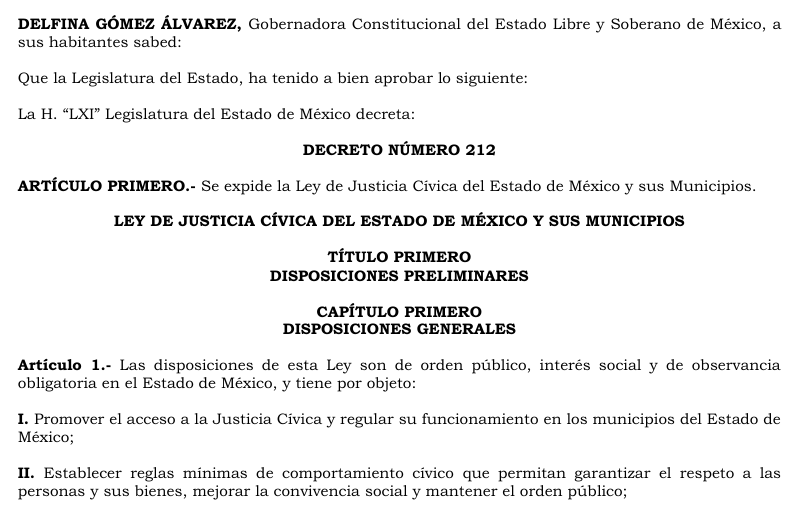 DELFINA GÓMEZ ÁLVAREZ, Gobernadora Constitucional del Estado Libre y Soberano de México, a
sus habitantes sabed:
Que la Legislatura del Estado, ha tenido a bien aprobar lo siguiente:
La H. “LXI” Legislatura del Estado de México decreta:
DECRETO NÚMERO 212
ARTÍCULO PRIMERO.- Se expide la Ley de Justicia Cívica del Estado de México y sus Municipios.
LEY DE JUSTICIA CÍVICA DEL ESTADO DE MÉXICO Y SUS MUNICIPIOS
TÍTULO PRIMERO
DISPOSICIONES PRELIMINARES
CAPÍTULO PRIMERO
DISPOSICIONES GENERALES
Artículo 1.- Las disposiciones de esta Ley son de orden público, interés social y de observancia
obligatoria en el Estado de México, y tiene por objeto:
I. Promover el acceso a la Justicia Cívica y regular su funcionamiento en los municipios del Estado de
México;
II. Establecer reglas mínimas de comportamiento cívico que permitan garantizar el respeto a las
personas y sus bienes, mejorar la convivencia social y mantener el orden público;